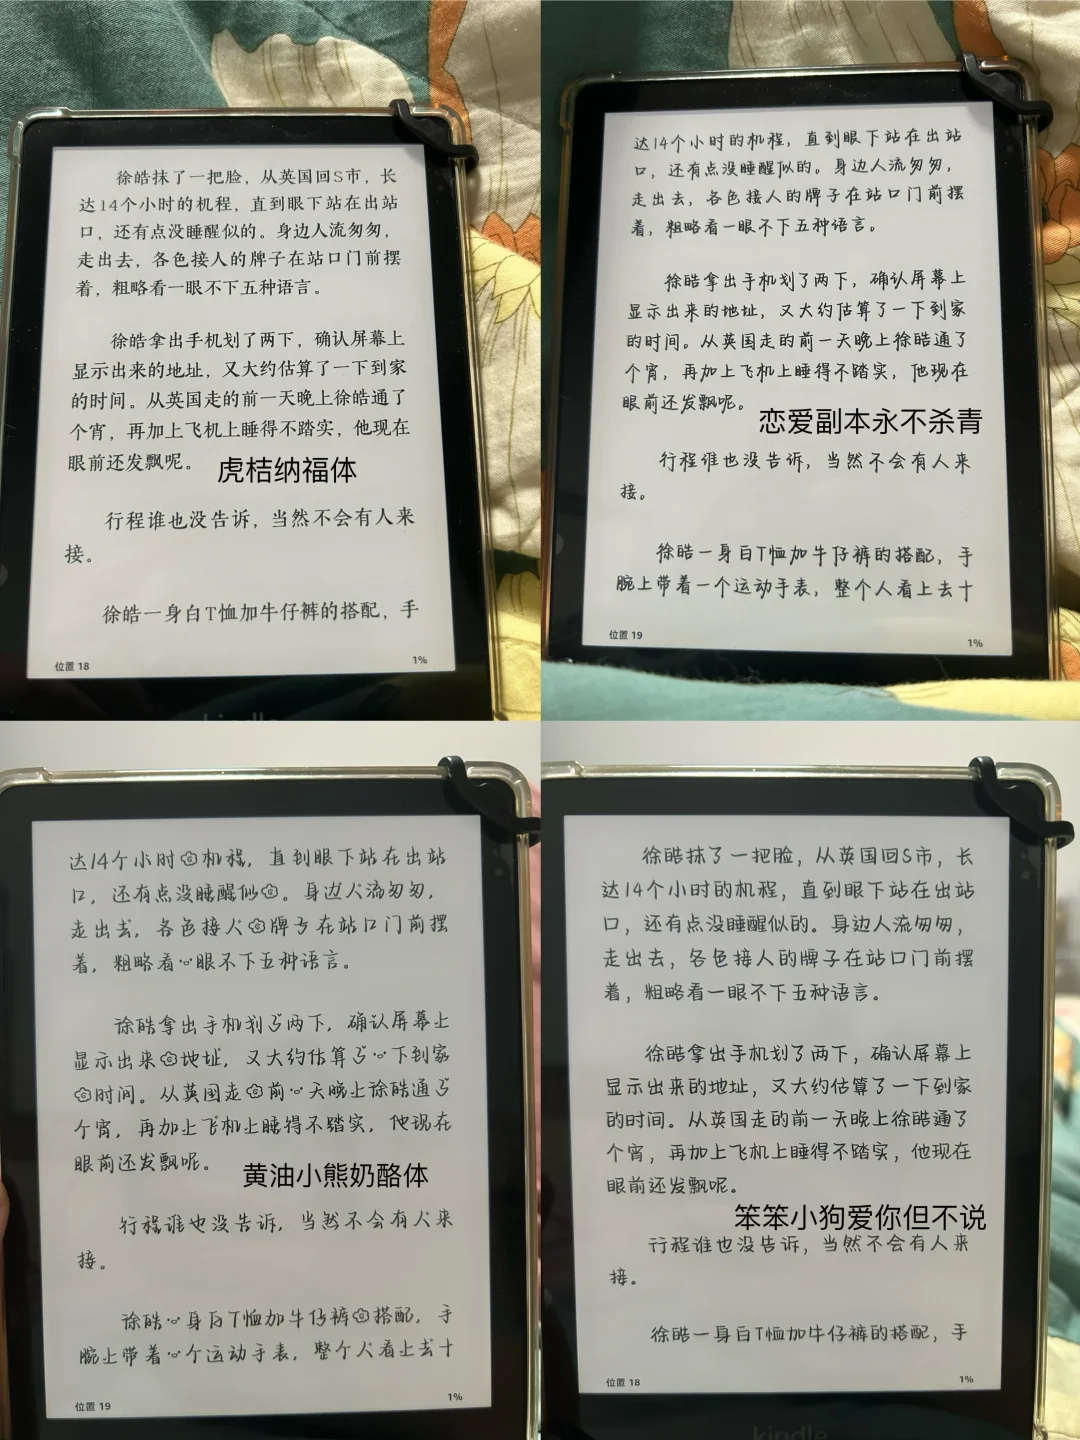 徐皓抹了一把脸，从英国回S市，长
达14个小时的机程，直到眼下站在出站
口，还有点没睡醒似的。身边人流匆匆，
走出去，各色接人的牌子在站口门前摆
着，粗略看一眼不下五种语言。
徐皓拿出手机划了两下，确认屏幕上
显示出来的地址，又大约估算了一下到家
的时间。从英国走的前一天晚上徐皓通了
个宵，再加上飞机上睡得不踏实，他现在
眼前还发飘呢。
虎桔纳福体
行程谁也没告诉，当然不会有人来
接。
徐皓一身白T恤加牛仔裤的搭配，手
位置 18
1%
kindle
达14个小时的机程，直到眼下站在出站
口，还有点没睡醒似的。身边人流匆匆，
走出去，各色接人的牌子在站口门前摆
着，粗略看一眼不下五种语言。
徐皓拿出手机划了两下，确认屏幕上
显示出来的地址，又大约估算了一下到家
的时间。从英国走的前一天晚上徐皓通了
个宵，再加上飞机上睡得不踏实，他现在
眼前还发飘呢。
恋爱副本永不杀青
行程谁也没告诉，当然不会有人来
接。
徐皓一身白T恤加牛仔裤的搭配，手
腕上带着一个运动手表，整个人看上去十
位置 19
1%
达14个小时的机程，直到眼下站在出站
口，还有点没睡醒似的。身边人流匆匆，
走出去，各色接人的牌子在站口门前摆
着，粗略看一眼不下五种语言。
徐皓拿出手机划了两下，确认屏幕上
显示出来的地址，又大约估算了一下到家
的时间。从英国走的前一天晚上徐皓通了
个宵，再加上飞机上睡得不踏实，他现在
眼前还发飘呢。
黄油小熊奶酪体
行程谁也没告诉，当然不会有人来
接。
徐皓一身白T恤加牛仔裤的搭配，手
腕上带着一个运动手表，整个人看上去十
位置 19
1%
徐皓抹了一把脸，从英国回S市，长
达14个小时的机程，直到眼下站在出站
口，还有点没睡醒似的。身边人流匆匆，
走出去，各色接人的牌子在站口门前摆
着，粗略看一眼不下五种语言。
徐皓拿出手机划了两下，确认屏幕上
显示出来的地址，又大约估算了一下到家
的时间。从英国走的前一天晚上徐皓通了
个宵，再加上飞机上睡得不踏实，他现在
眼前还发飘呢。
笨笨小狗爱你但不说
行程谁也没告诉，当然不会有人来
接。
徐皓一身白T恤加牛仔裤的搭配，手
位置 18
1%
kindle